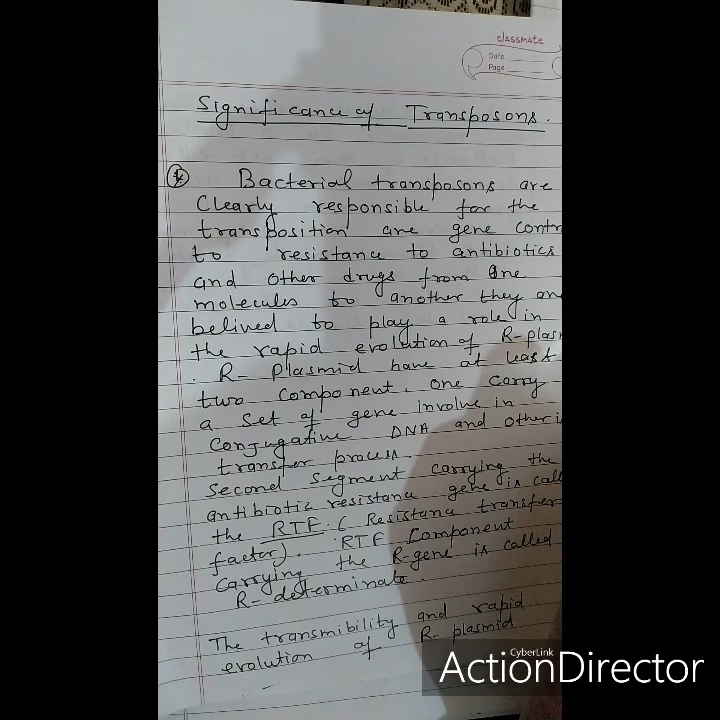 classmate
Date
Page
Significance of Transposons.
Bacterial transposons are
Clearly responsible for the
transposition are gene contr
to resistance to antibiotics
and other drugs from one
molecules to another they are
belived to play a role in
the rapid evolution of R-plasm
. R- Plasmid have at least
two component, one carry
a set of gene involve in
Conjugative DNA and other i
transfer process.
Second segment carrying the
antibiotic resistance gene is call
the RTF. ( Resistance transfer
factor). RTF Component
Carrying the R-gene is called
R- determinate.
The transmibility and rapid
evolution of R- plasmid
CyberLink
ActionDirector